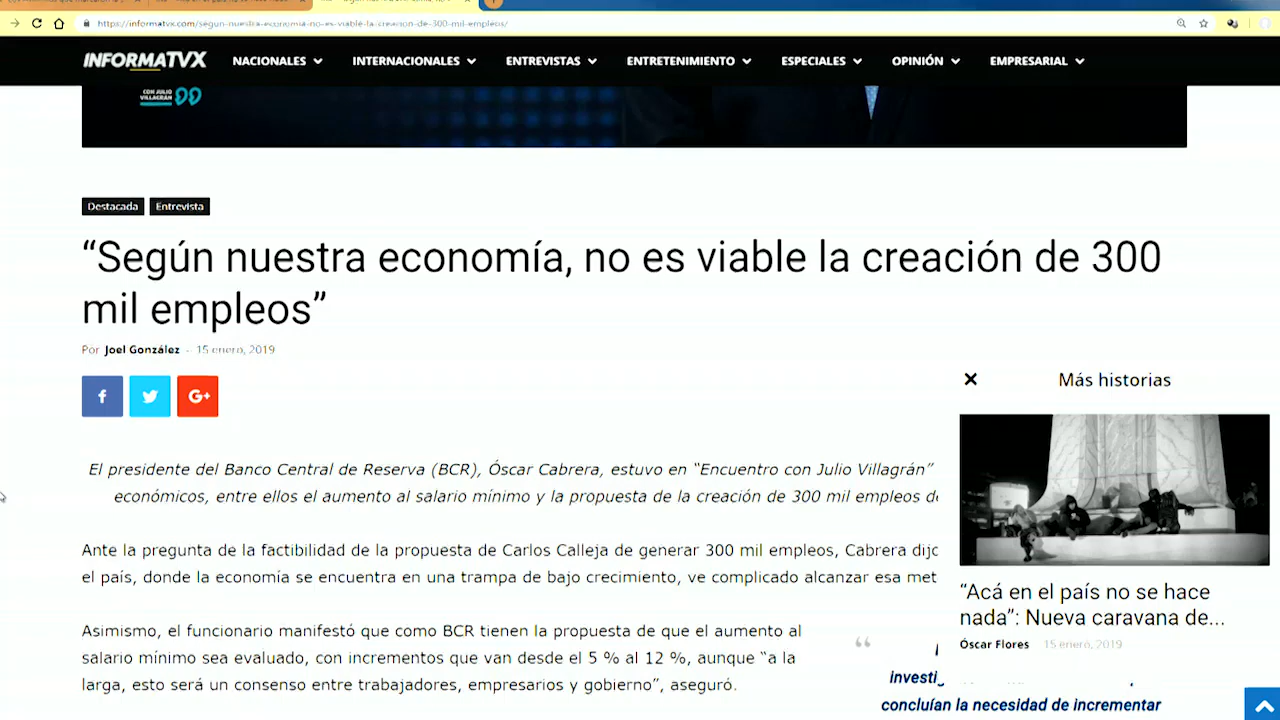 https://informatvx.com/segun-nuestra-economia-no-es-viable-la-creacion-de-300-mil-empleos/
INFORMATVX
NACIONALES
INTERNACIONALES
ENTREVISTAS
ENTRETENIMIENTO
ESPECIALES
OPINIÓN
EMPRESARIAL
CON JULIO
VILLAGRÁN
Destacada
Entrevista
“Según nuestra economía, no es viable la creación de 300
mil empleos”
Por Joel González - 15 enero, 2019
f
G+
El presidente del Banco Central de Reserva (BCR), Óscar Cabrera, estuvo en “Encuentro con Julio Villagrán”
económicos, entre ellos el aumento al salario mínimo y la propuesta de la creación de 300 mil empleos
Ante la pregunta de la factibilidad de la propuesta de Carlos Calleja de generar 300 mil empleos, Cabrera dijo
el país, donde la economía se encuentra en una trampa de bajo crecimiento, ve complicado alcanzar esa
Asimismo, el funcionario manifestó que como BCR tienen la propuesta de que el aumento al
salario mínimo sea evaluado, con incrementos que van desde el 5 % al 12 %, aunque “a la
larga, esto será un consenso entre trabajadores, empresarios y gobierno”, aseguró.
“
concluían la necesidad de incrementar
Más historias
“Acá en el país no se hace
nada”: Nueva caravana de...
Óscar Flores 15 enero, 2019